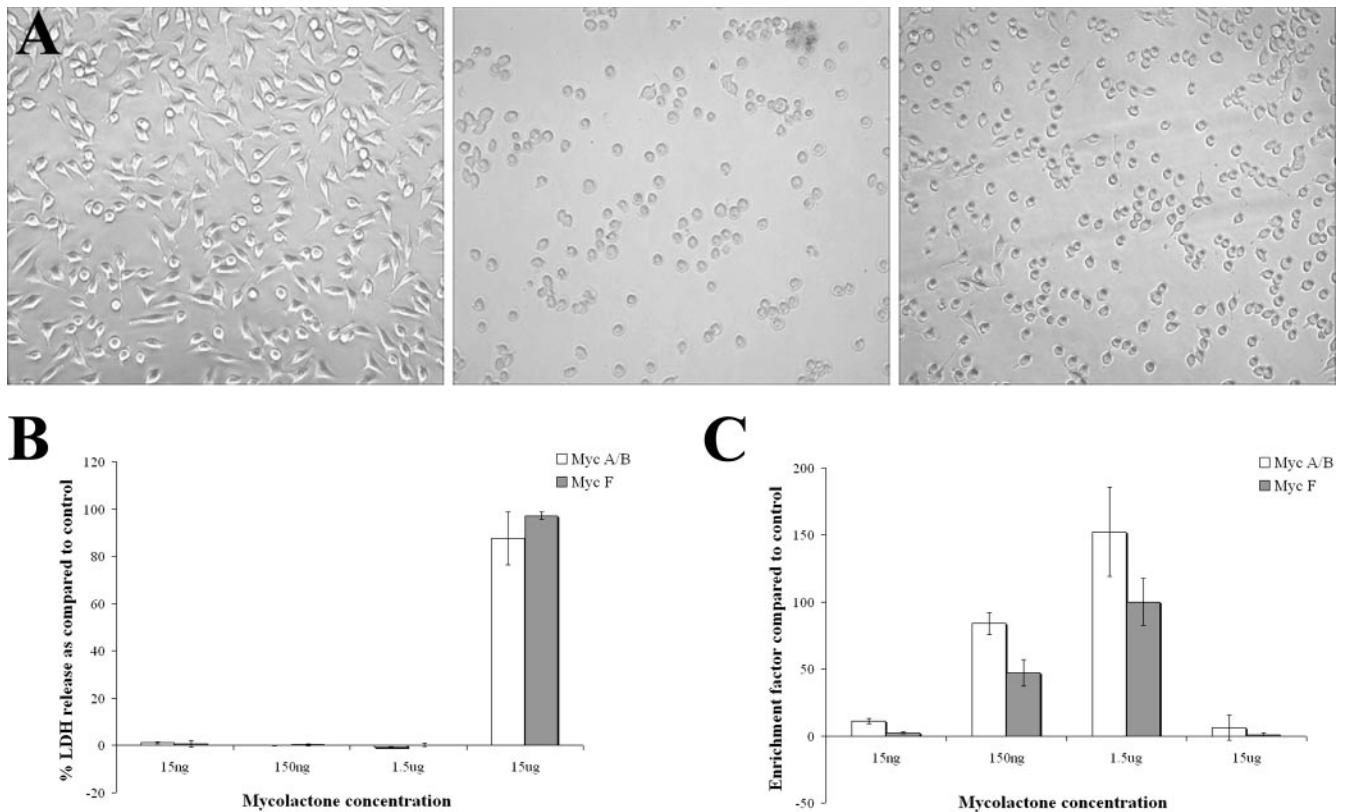 A
B
% LDH release as compared to control
120
100
80
60
40
20
0
-20
Myc A/B
Myc F
15ng
150ng
1.5ug
15ug
Mycolactone concentration
C
Enrichment factor compared to control
200
150
100
50
0
-50
Myc A/B
Myc F
15ng
150ng
1.5ug
15ug
Mycolactone concentration